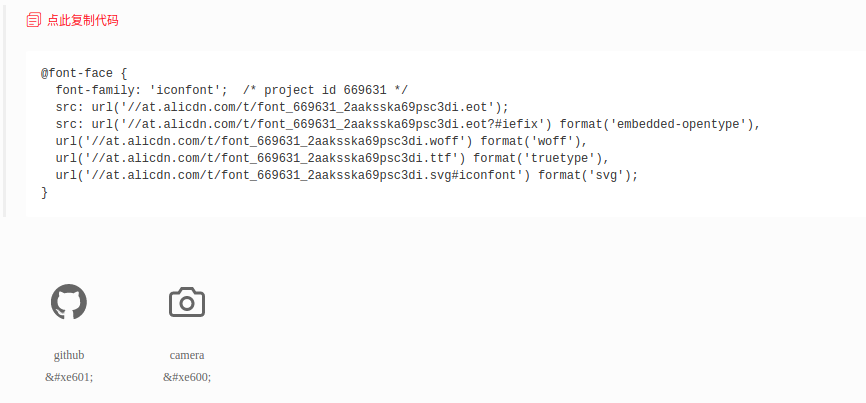 点此复制代码
@font-face {
  font-family: 'iconfont';  /* project id 669631 */
  src: url('//at.alicdn.com/t/font_669631_2aaksska69psc3di.eot');
  src: url('//at.alicdn.com/t/font_669631_2aaksska69psc3di.eot?#iefix') format('embedded-opentype'),
  url('//at.alicdn.com/t/font_669631_2aaksska69psc3di.woff') format('woff'),
  url('//at.alicdn.com/t/font_669631_2aaksska69psc3di.ttf') format('truetype'),
  url('//at.alicdn.com/t/font_669631_2aaksska69psc3di.svg#iconfont') format('svg');
}
github camera
&#xe601; &#xe600;